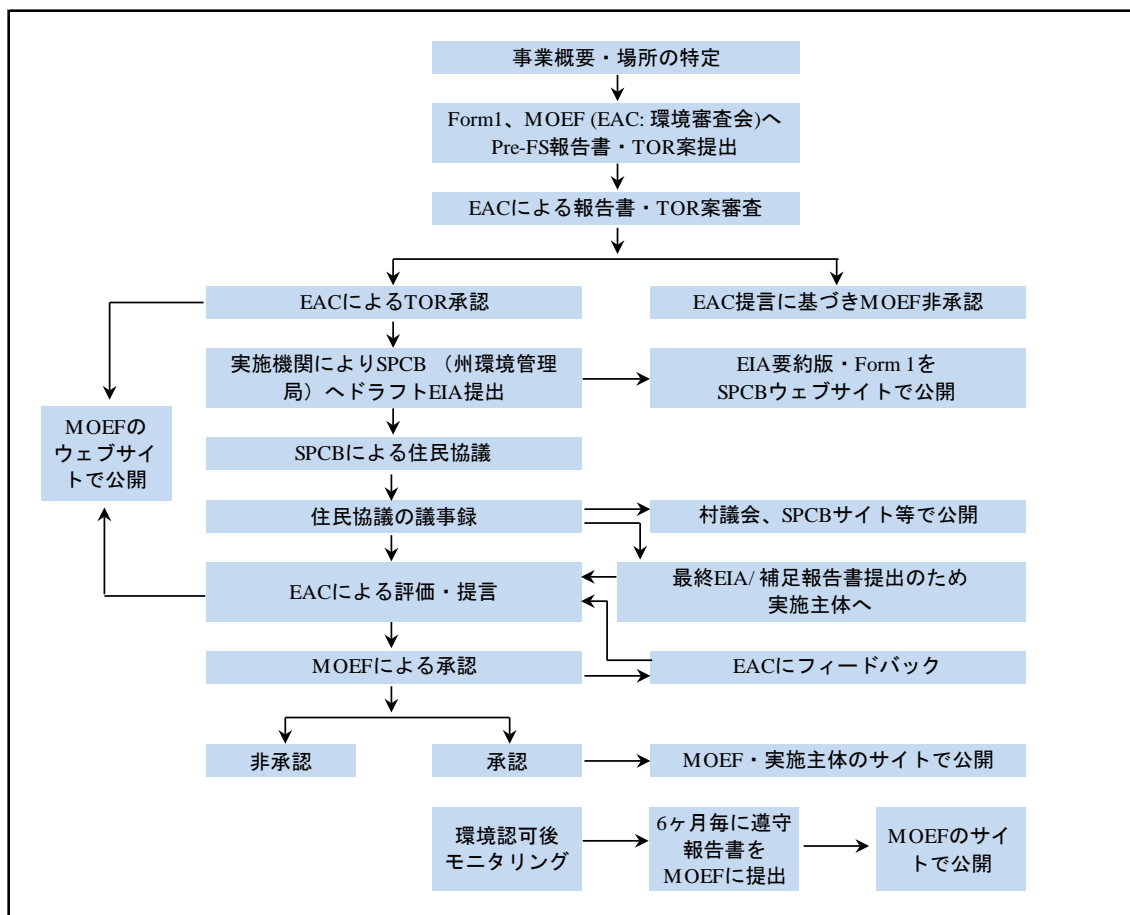 事業概要・場所の特定
Form1、MOEF (EAC: 環境審査会)へ
Pre-FS報告書・TOR案提出
EACによる報告書・TOR案審査
EACによるTOR承認
EAC提言に基づきMOEF非承認
実施機関によりSPCB （州環境管理
局）へドラフトEIA提出
EIA要約版・Form 1を
SPCBウェブサイトで公開
MOEFの
ウェブサイ
トで公開
SPCBによる住民協議
住民協議の議事録
村議会、SPCBサイト等で公開
EACによる評価・提言
最終EIA/ 補足報告書提出のため
実施主体へ
MOEFによる承認
EACにフィードバック
非承認
承認
MOEF・実施主体のサイトで公開
環境認可後
モニタリング
6ヶ月毎に遵守
報告書を
MOEFに提出
MOEFのサイ
トで公開